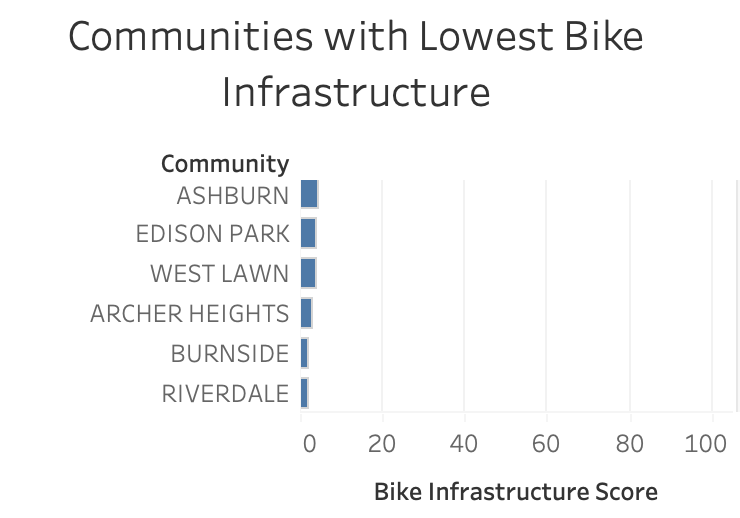 Communities with Lowest Bike
Infrastructure
Community
ASHBURN
EDISON PARK
WEST LAWN
ARCHER HEIGHTS
BURNSIDE
RIVERDALE
0 20 40 60 80 100
Bike Infrastructure Score